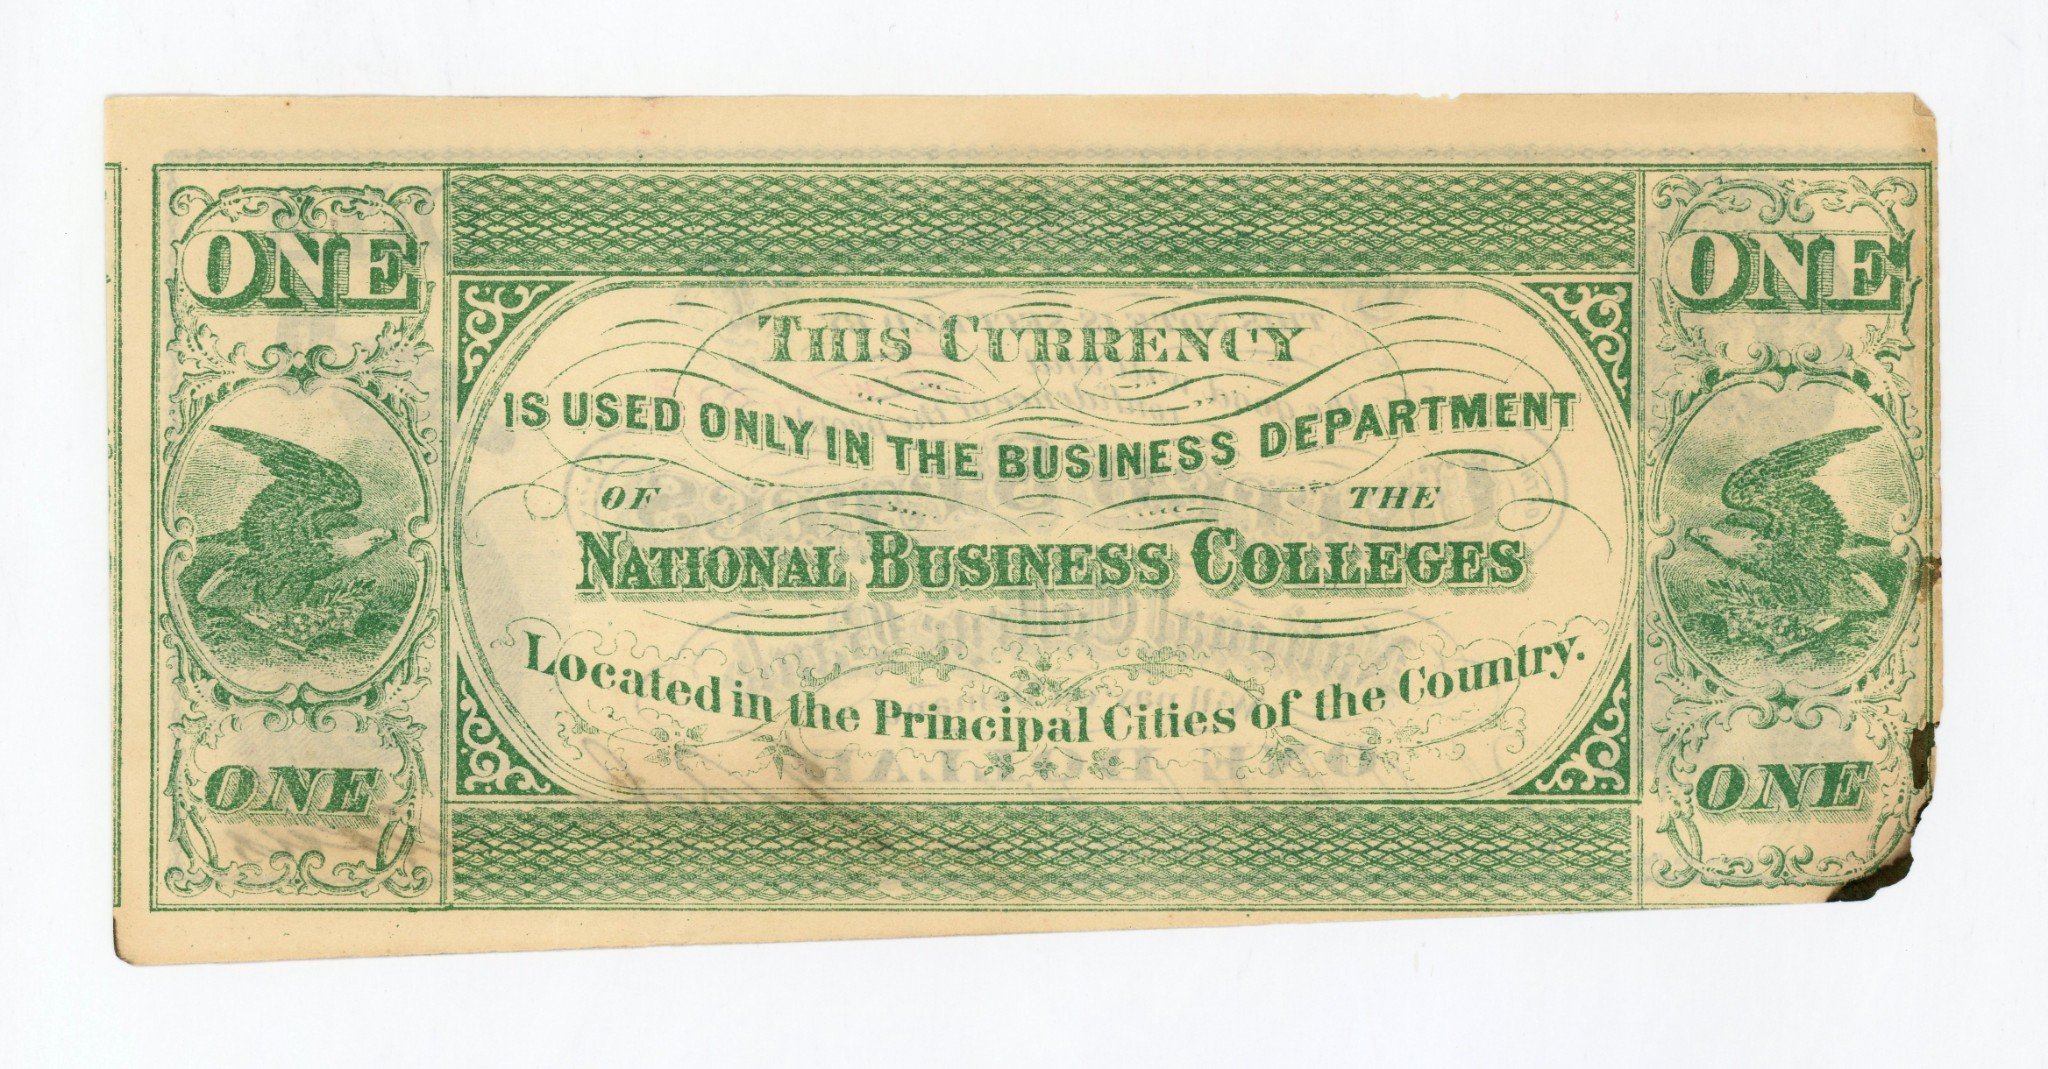 ONE
ONE
THIS CURRENCY
IS USED ONLY IN THE BUSINESS DEPARTMENT
OF THE
NATIONAL BUSINESS COLLEGES
Located in the Principal Cities of the Country.
ONE
ONE